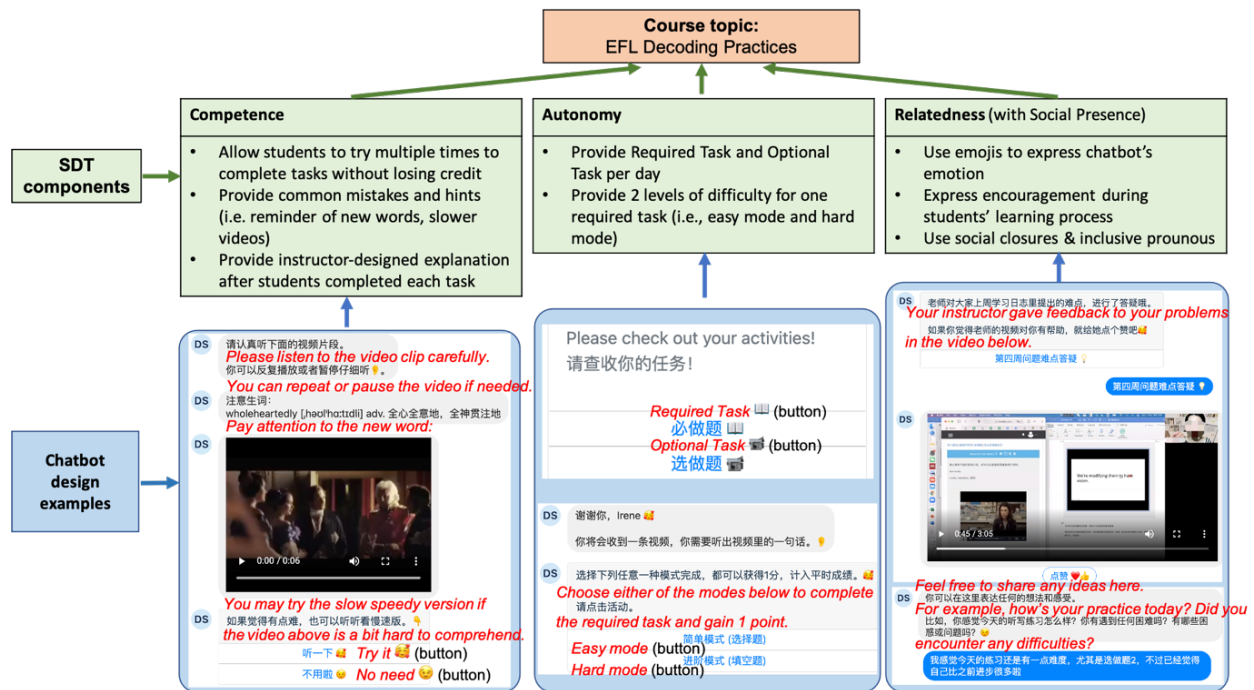 Course topic:
EFL Decoding Practices
SDT
components
Competence
• Allow students to try multiple times to
complete tasks without losing credit
• Provide common mistakes and hints
(i.e. reminder of new words, slower
videos)
• Provide instructor-designed explanation
after students completed each task
Autonomy
• Provide Required Task and Optional
Task per day
• Provide 2 levels of difficulty for one
required task (i.e., easy mode and hard
mode)
Relatedness (with Social Presence)
• Use emojis to express chatbot's
emotion
• Express encouragement during
students' learning process
• Use social closures & inclusive prounous
Chatbot
design
examples
DS
请认真听下面的视频片段。
Please listen to the video clip carefully.
你可以反复播放或者暂停仔细听👂。
You can repeat or pause the video if needed.
DS
注意生词:
wholeheartedly [ˌhəʊlˈhɑːtɪdli] adv. 全心全意地，全神贯注地
Pay attention to the new word:
DS
0:00 / 0:06
You may try the slow speedy version if
DS
如果觉得有点难，也可以听听看慢速版。👇
the video above is a bit hard to comprehend.
听一下 🥰 Try it 🥰 (button)
不用啦 😉 No need 😉 (button)
Please check out your activities!
请查收你的任务！
Required Task 📖 (button)
必做题 📖
Optional Task 📹 (button)
选做题 📹
DS
谢谢你，Irene 🥰
你将会收到一条视频，你需要听出视频里的一句话。👂
DS
选择下列任意一种模式完成，都可以获得1分，计入平时成绩。🥰
Choose either of the modes below to complete
请点击活动。
the required task and gain 1 point.
简单模式 (选择题)
Easy mode (button)
进阶模式 (填空题)
Hard mode (button)
DS
老师对大家上周学习日志里提出的难点，进行了答疑哦。
Your instructor gave feedback to your problems
如果你觉得老师的视频对你有帮助，就给她点个赞吧🥰
in the video below.
第四周问题难点答疑 💡
第四周问题难点答疑 💡
DS
We're modifying them
0:45 / 3:05
点赞 ❤️👍
Feel free to share any ideas here.
DS
你可以在这里表达任何的想法和感受。
For example, how's your practice today? Did you
比如，你感觉今天的听写练习怎么样？你有遇到任何困难吗？有哪些困
惑或问题吗？😉
encounter any difficulties?
我感觉今天的练习还是有一点难度，尤其是选做题2，不过已经觉得
自己比之前进步很多啦